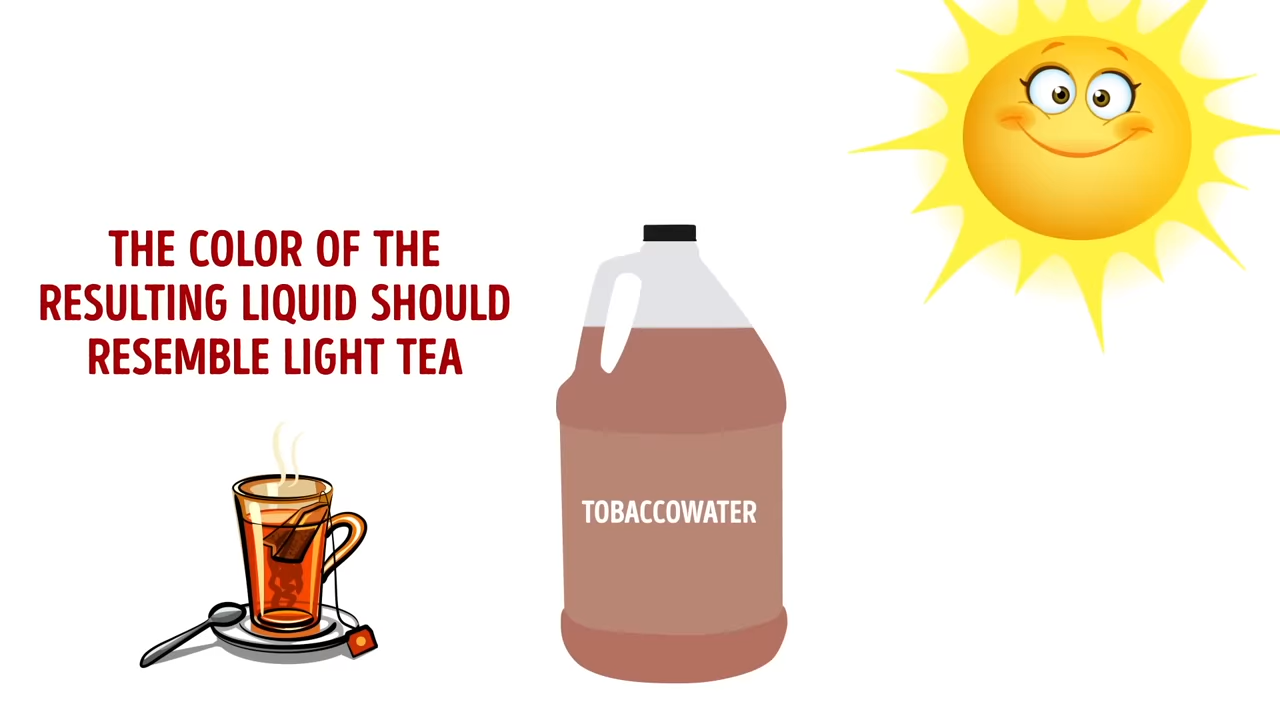 THE COLOR OF THE
RESULTING LIQUID SHOULD
RESEMBLE LIGHT TEA
TOBACCOWATER